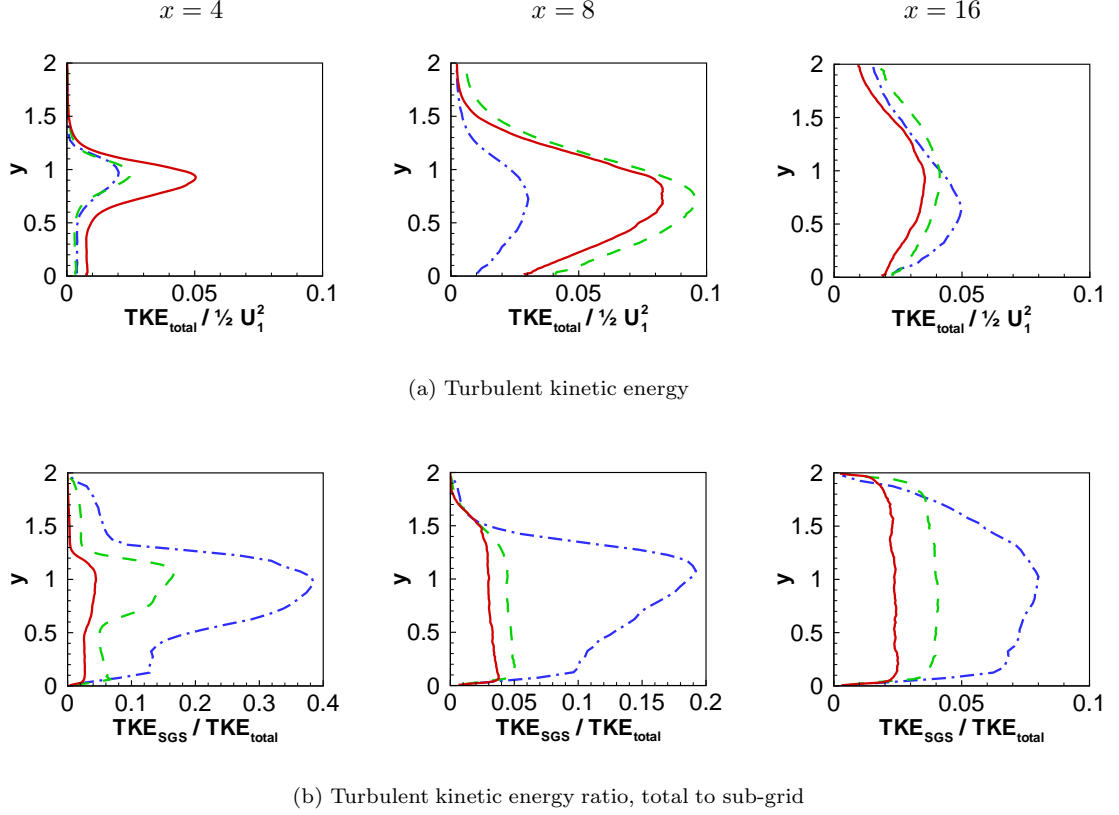 x = 4
x = 8
x = 16
2
1.5
1
0.5
0
y
0 0.05 0.1
TKE_total / ½ U_1^2
2
1.5
1
0.5
0
y
0 0.05 0.1
TKE_total / ½ U_1^2
2
1.5
1
0.5
0
y
0 0.05 0.1
TKE_total / ½ U_1^2
(a) Turbulent kinetic energy
2
1.5
1
0.5
0
y
0 0.1 0.2 0.3 0.4
TKE_SGS / TKE_total
2
1.5
1
0.5
0
y
0 0.05 0.1 0.15 0.2
TKE_SGS / TKE_total
2
1.5
1
0.5
0
y
0 0.05 0.1
TKE_SGS / TKE_total
(b) Turbulent kinetic energy ratio, total to sub-grid